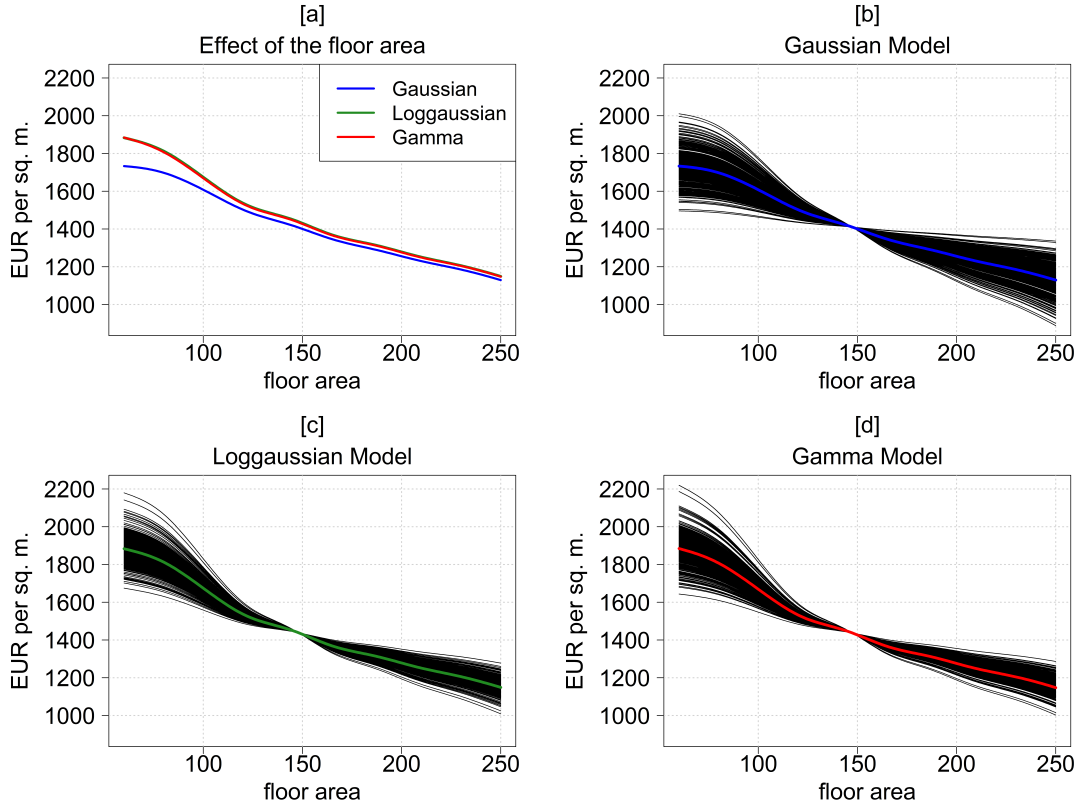 [a]
Effect of the floor area
EUR per sq. m.
2200
2000
1800
1600
1400
1200
1000
Gaussian
Loggaussian
Gamma
100 150 200 250
floor area
[b]
Gaussian Model
EUR per sq. m.
2200
2000
1800
1600
1400
1200
1000
100 150 200 250
floor area
[c]
Loggaussian Model
EUR per sq. m.
2200
2000
1800
1600
1400
1200
1000
100 150 200 250
floor area
[d]
Gamma Model
EUR per sq. m.
2200
2000
1800
1600
1400
1200
1000
100 150 200 250
floor area